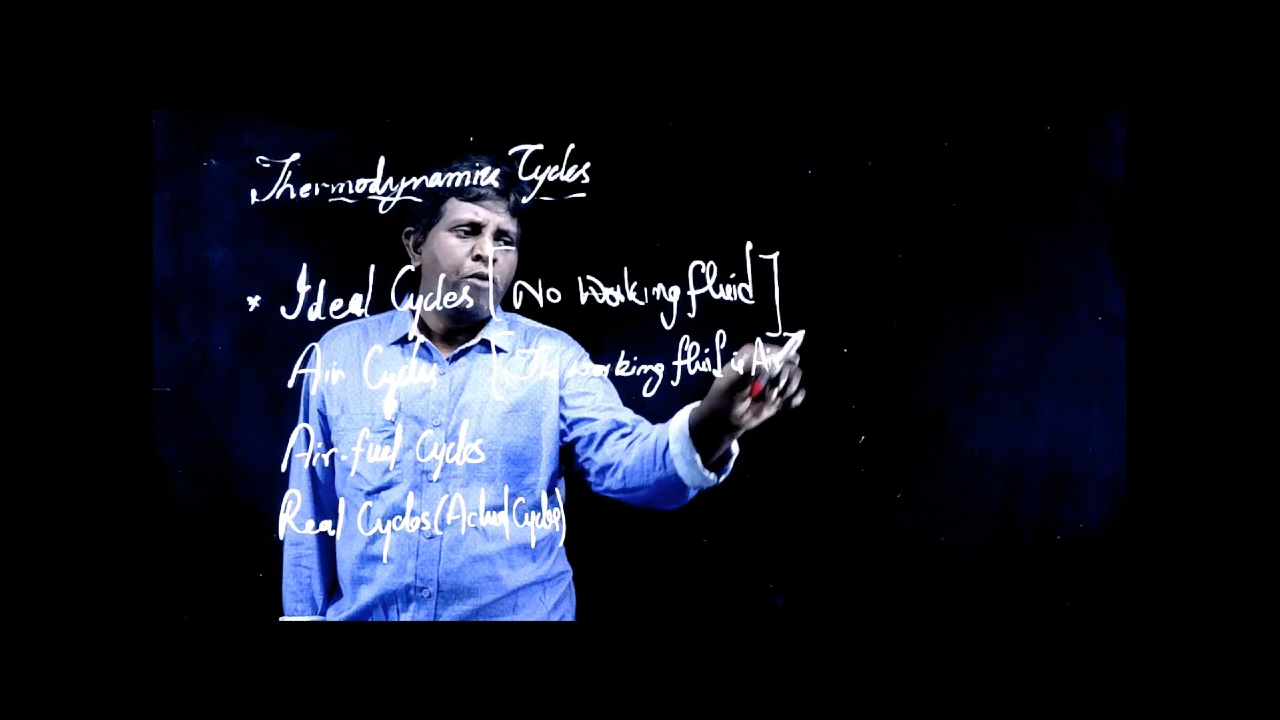 Thermodynamics Cycles
* Ideal Cycles [No Working fluid]
Air Cycles [The working fluid is Air]
Air-fuel Cycles
Real Cycles (Actual Cycles)